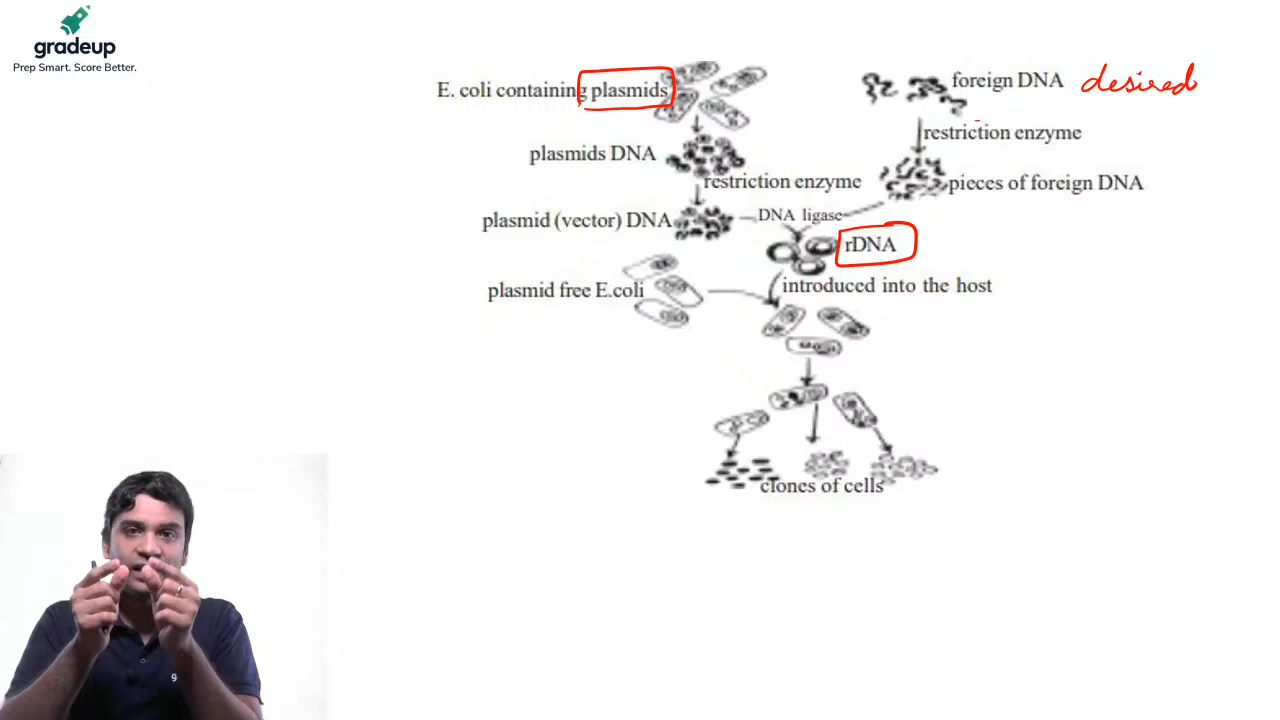 gradeup
Prep Smart. Score Better.
E. coli containing plasmids
foreign DNA desired
restriction enzyme
plasmids DNA
restriction enzyme
pieces of foreign DNA
plasmid (vector) DNA
DNA ligase
rDNA
plasmid free E.coli
introduced into the host
clones of cells
9